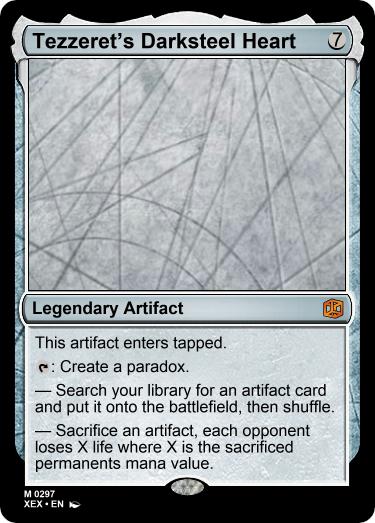 Tezzeret's Darksteel Heart 7
Legendary Artifact
This artifact enters tapped.
: Create a paradox.
— Search your library for an artifact card
and put it onto the battlefield, then shuffle.
— Sacrifice an artifact, each opponent
loses X life where X is the sacrificed
permanents mana value.
M 0297
XEX • EN